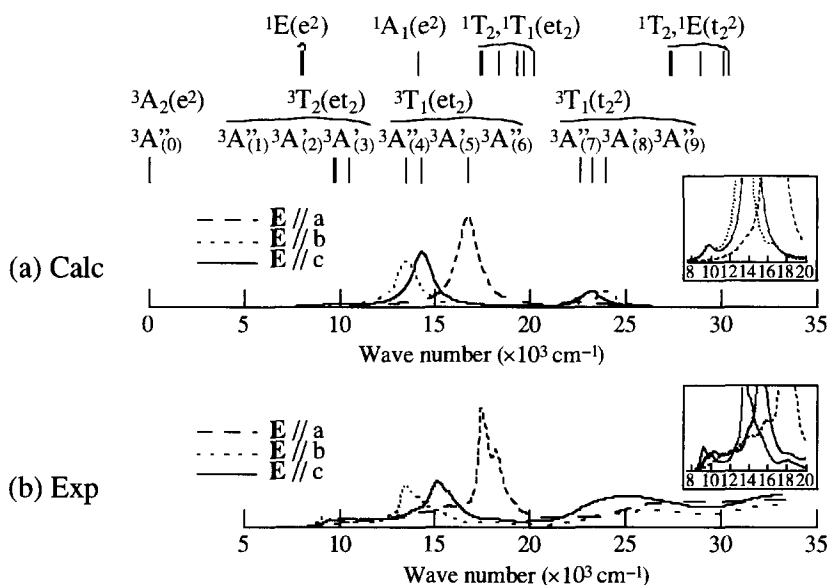 ¹E(e²) ¹A₁(e²) ¹T₂,¹T₁(et₂) ¹T₂,¹E(t₂²)
³A₂(e²) ³T₂(et₂) ³T₁(et₂) ³T₁(t₂²)
³A″₍₀₎ ³A″₍₁₎ ³A′₍₂₎ ³A′₍₃₎ ³A″₍₄₎ ³A′₍₅₎ ³A″₍₆₎ ³A″₍₇₎ ³A′₍₈₎ ³A″₍₉₎
(a) Calc
E // a
E // b
E // c
8 10 12 14 16 18 20
0 5 10 15 20 25 30 35
Wave number (×10³ cm⁻¹)
(b) Exp
E // a
E // b
E // c
8 10 12 14 16 18 20
5 10 15 20 25 30 35
Wave number (×10³ cm⁻¹)